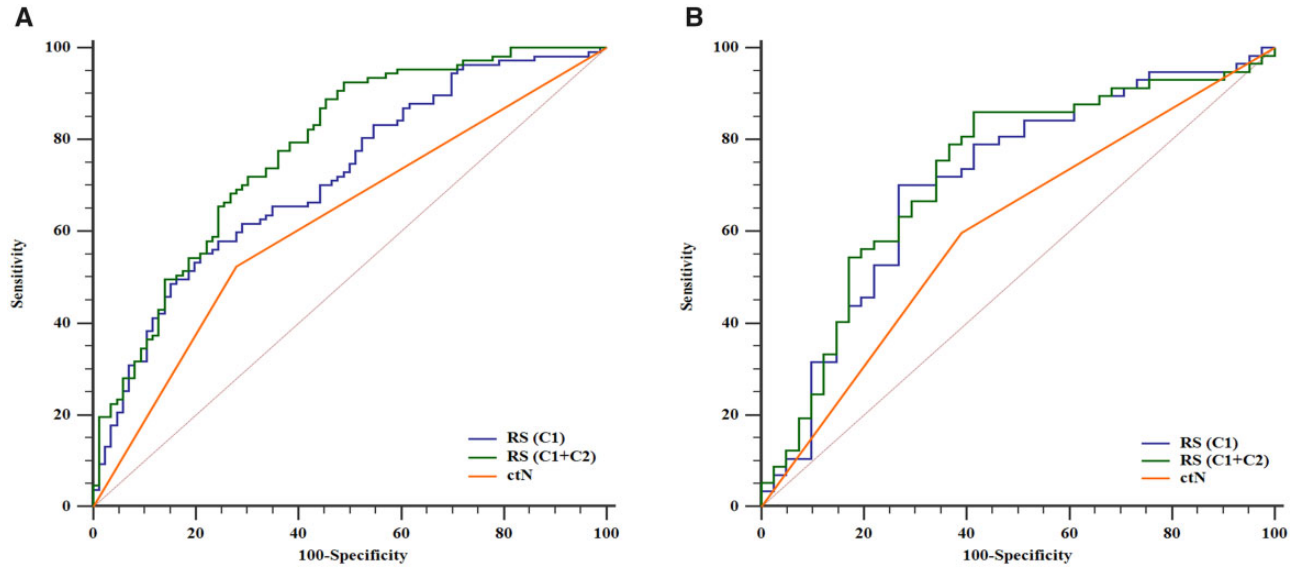 A
100
80
60
40
20
0
Sensitivity
0 20 40 60 80 100
100-Specificity
RS (C1)
RS (C1+C2)
ctN
B
100
80
60
40
20
0
Sensitivity
0 20 40 60 80 100
100-Specificity
RS (C1)
RS (C1+C2)
ctN